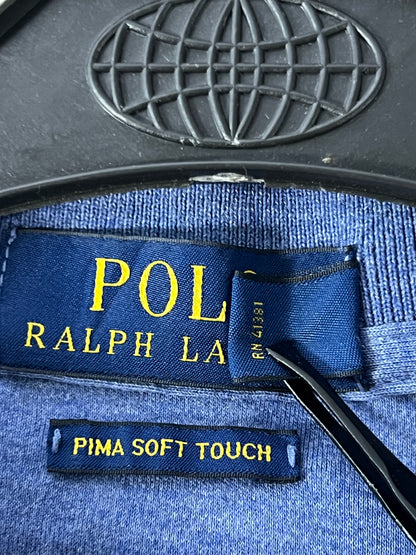 POL
RALPH LA
RN 41381
PIMA SOFT TOUCH